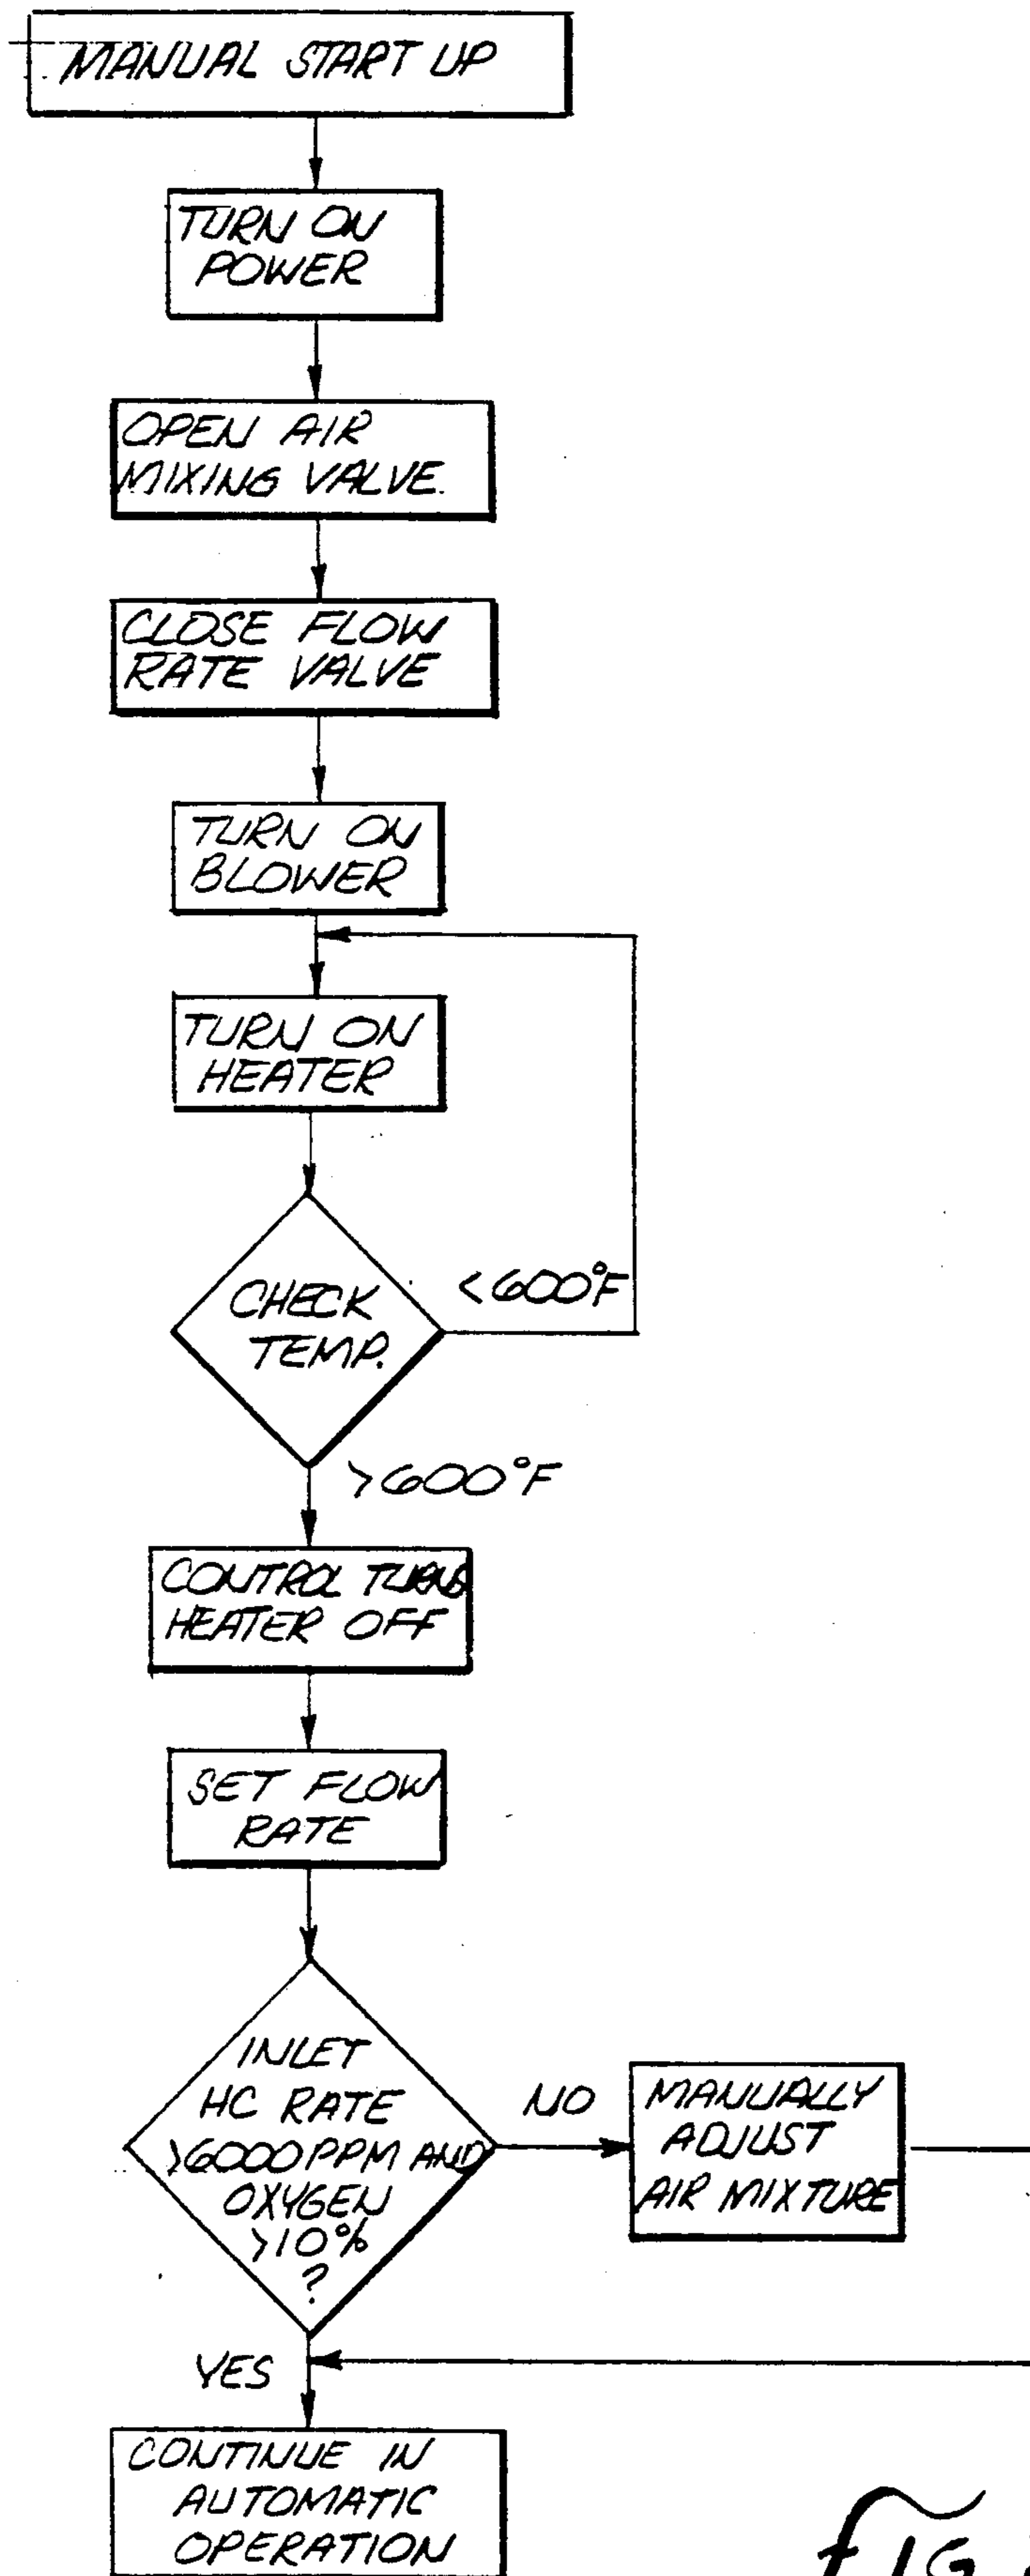 MANUAL START UP
TURN ON
POWER
OPEN AIR
MIXING VALVE.
CLOSE FLOW
RATE VALVE
TURN ON
BLOWER
TURN ON
HEATER
CHECK
TEMP.
<600°F
>600°F
CONTROL TURNS
HEATER OFF
SET FLOW
RATE
INLET
HC RATE
>6000 PPM AND
OXYGEN
>10%
?
NO
MANUALLY
ADJUST
AIR MIXTURE
YES
CONTINUE IN
AUTOMATIC
OPERATION
FIG